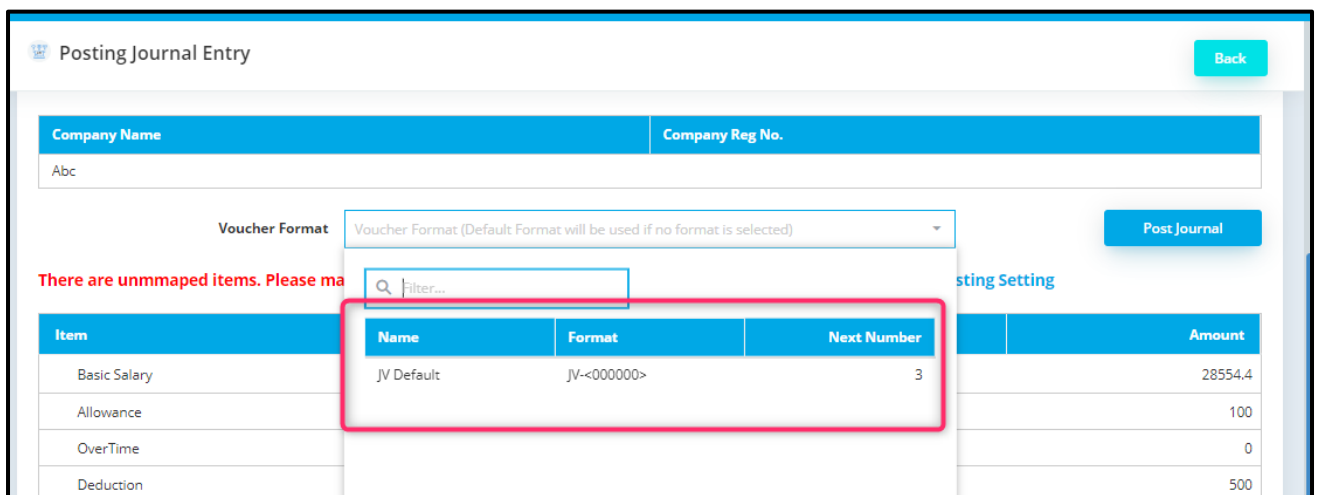 Posting Journal Entry
Back
Company Name Company Reg No.
Abc
Voucher Format Voucher Format (Default Format will be used if no format is selected) Post Journal
There are unmmaped items. Please ma sting Setting
Filter...
Item Name Format Next Number Amount
Basic Salary JV Default JV-<000000> 3 28554.4
Allowance 100
OverTime 0
Deduction 500